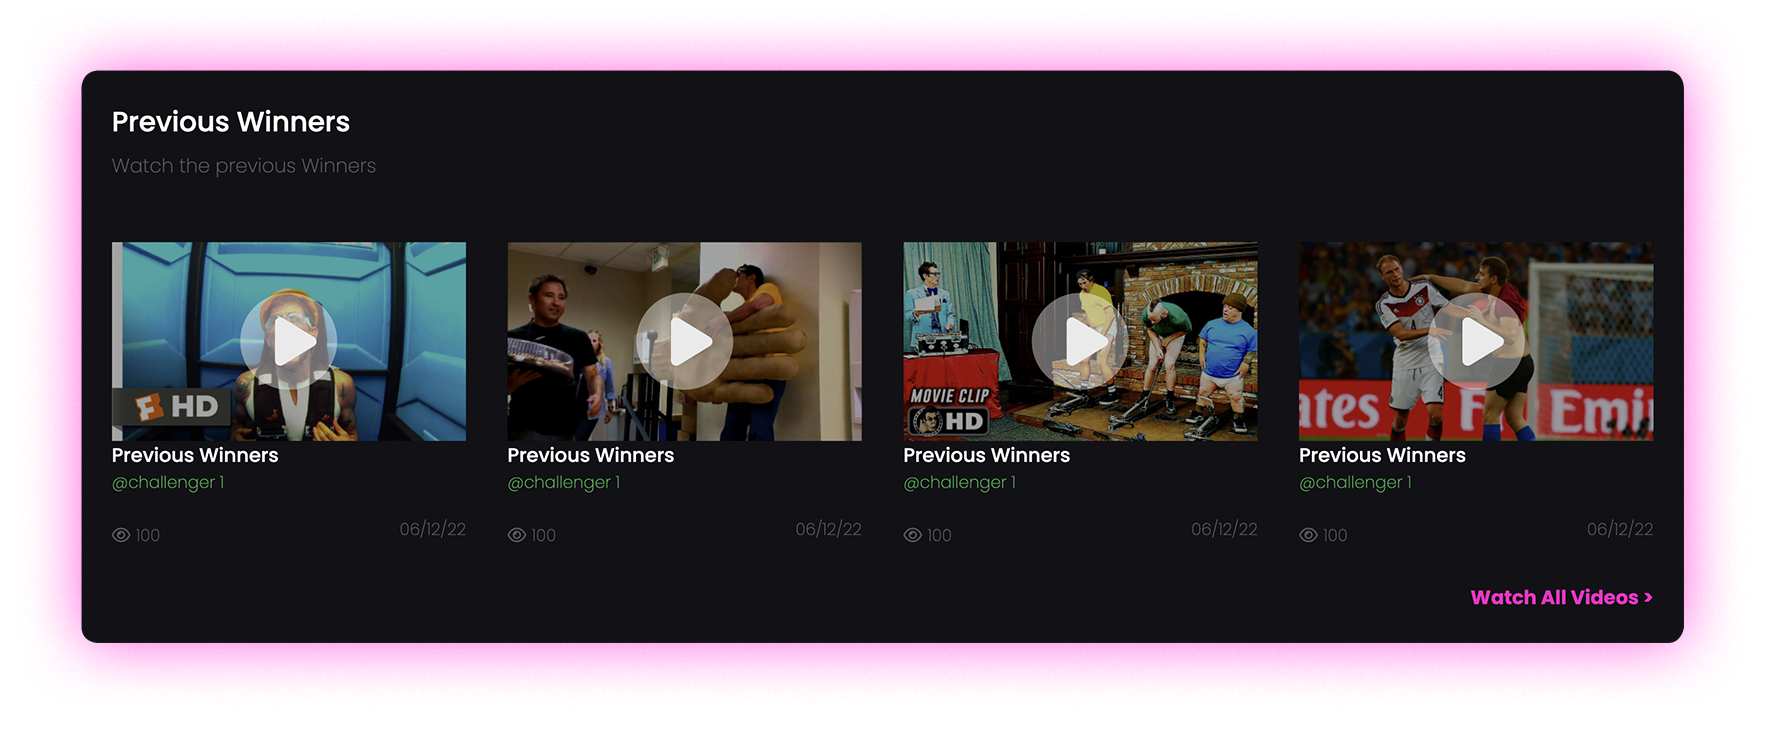 Previous Winners
Watch the previous Winners
HD
MOVIE CLIP
HD
Previous Winners
@challenger 1
100
06/12/22
Previous Winners
@challenger 1
100
06/12/22
Previous Winners
@challenger 1
100
06/12/22
Previous Winners
@challenger 1
100
06/12/22
Watch All Videos >